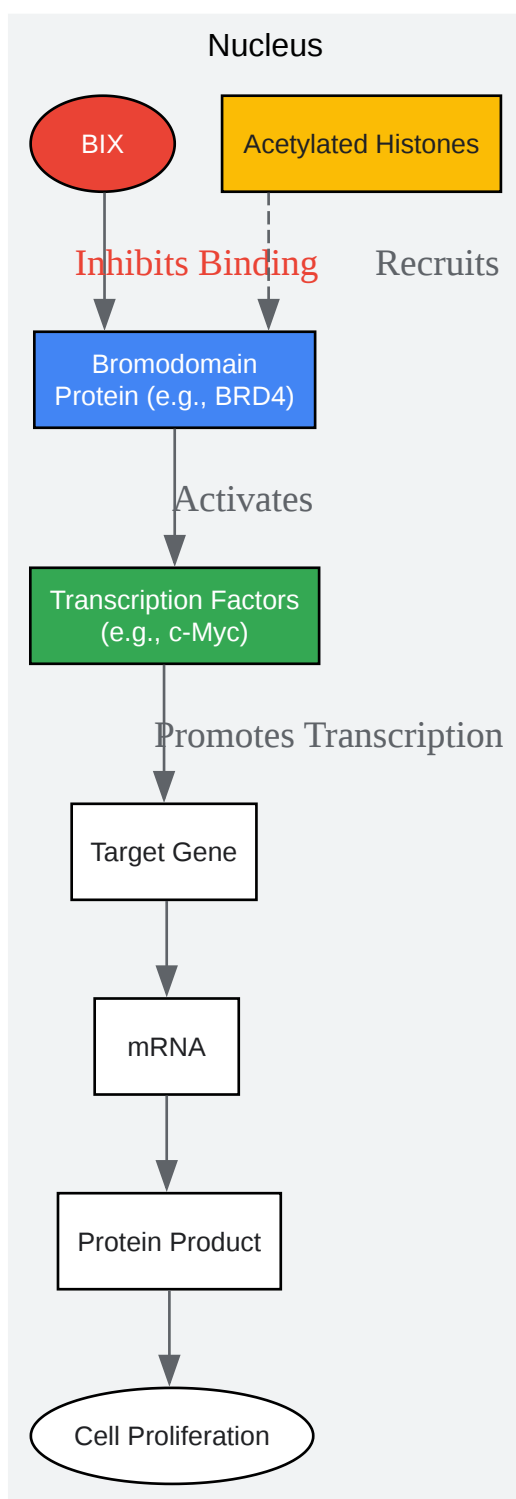 Nucleus
BIX
Acetylated Histones
Inhibits Binding
Recruits
Bromodomain
Protein (e.g., BRD4)
Activates
Transcription Factors
(e.g., c-Myc)
Promotes Transcription
Target Gene
mRNA
Protein Product
Cell Proliferation